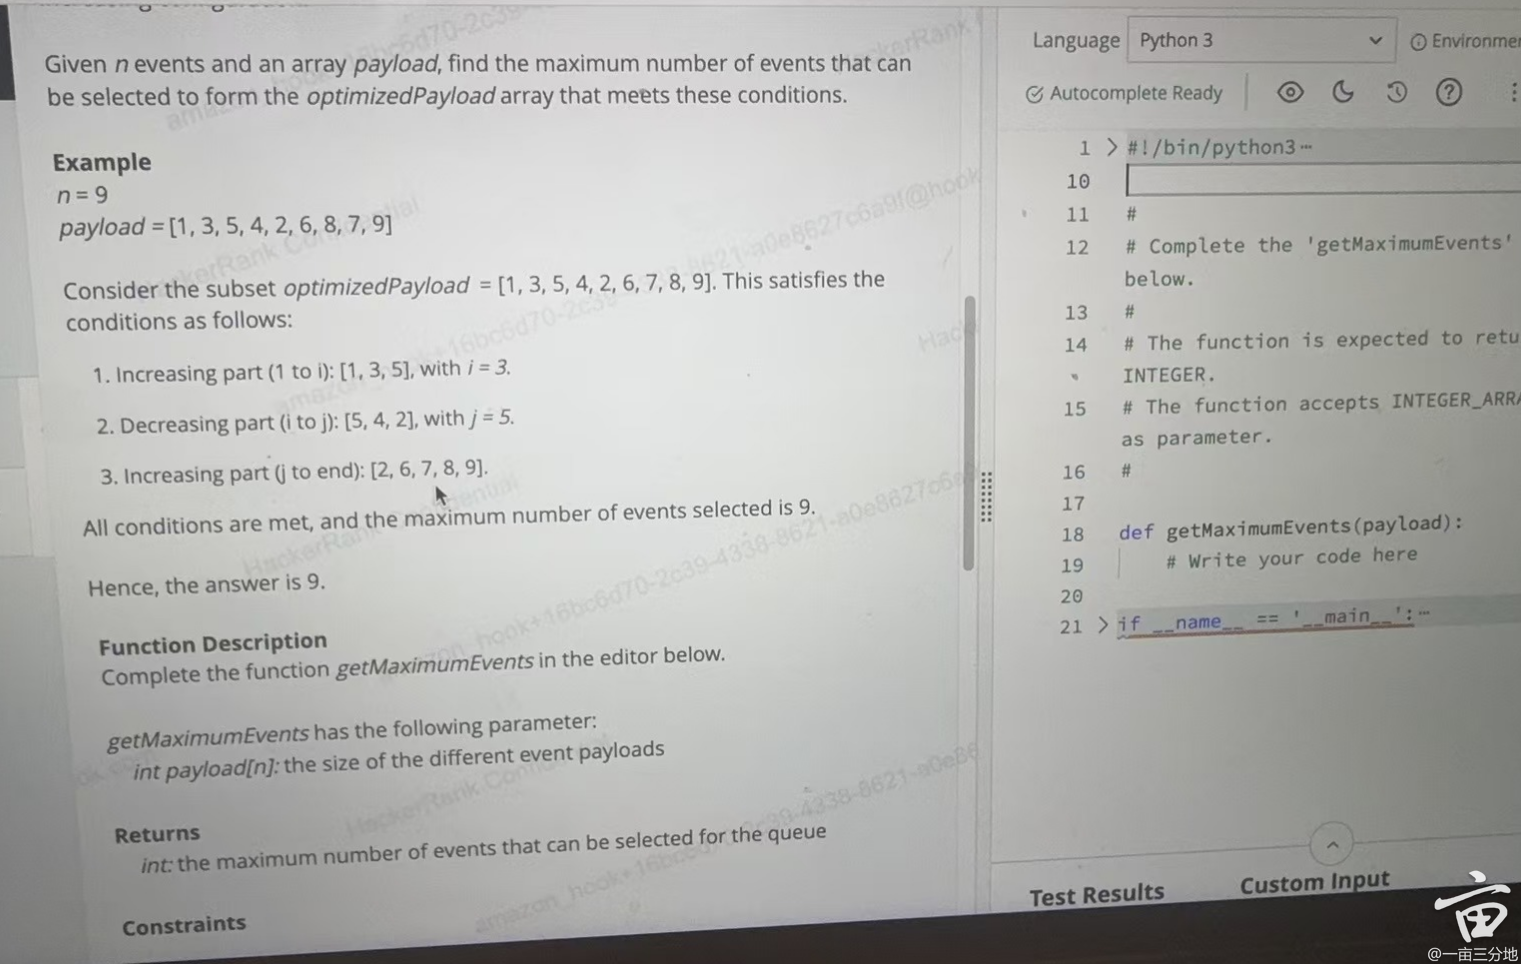 Given n events and an array payload, find the maximum number of events that can
be selected to form the optimizedPayload array that meets these conditions.
Example
n = 9
payload = [1, 3, 5, 4, 2, 6, 8, 7, 9]
Consider the subset optimizedPayload = [1, 3, 5, 4, 2, 6, 7, 8, 9]. This satisfies the
conditions as follows:
1. Increasing part (1 to i): [1, 3, 5], with i = 3.
2. Decreasing part (i to j): [5, 4, 2], with j = 5.
3. Increasing part (j to end): [2, 6, 7, 8, 9].
All conditions are met, and the maximum number of events selected is 9.
Hence, the answer is 9.
Function Description
Complete the function getMaximumEvents in the editor below.
getMaximumEvents has the following parameter:
int payload[n]: the size of the different event payloads
Returns
int: the maximum number of events that can be selected for the queue
Constraints
Language Python 3
Autocomplete Ready
1 > #!/bin/python3⋯
10
11 #
12 # Complete the 'getMaximumEvents'
below.
13 #
14 # The function is expected to retu
INTEGER.
15 # The function accepts INTEGER_ARRA
as parameter.
16 #
17
18 def getMaximumEvents(payload):
19 # Write your code here
20
21 > if __name__ == '__main__':⋯
Test Results Custom Input
@一亩三分地